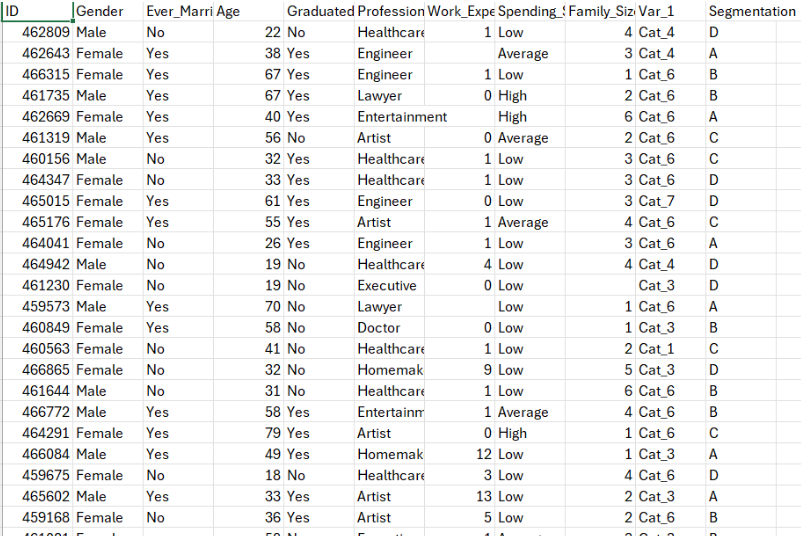 ID Gender Ever_Marri Age Graduated Profession Work_Expe Spending_S Family_Siz Var_1 Segmentation
462809 Male No 22 No Healthcare 1 Low 4 Cat_4 D
462643 Female Yes 38 Yes Engineer Average 3 Cat_4 A
466315 Female Yes 67 Yes Engineer 1 Low 1 Cat_6 B
461735 Male Yes 67 Yes Lawyer 0 High 2 Cat_6 B
462669 Female Yes 40 Yes Entertainment High 6 Cat_6 A
461319 Male Yes 56 No Artist 0 Average 2 Cat_6 C
460156 Male No 32 Yes Healthcare 1 Low 3 Cat_6 C
464347 Female No 33 Yes Healthcare 1 Low 3 Cat_6 D
465015 Female Yes 61 Yes Engineer 0 Low 3 Cat_7 D
465176 Female Yes 55 Yes Artist 1 Average 4 Cat_6 C
464041 Female No 26 Yes Engineer 1 Low 3 Cat_6 A
464942 Male No 19 No Healthcare 4 Low 4 Cat_4 D
461230 Female No 19 No Executive 0 Low Cat_3 D
459573 Male Yes 70 No Lawyer Low 1 Cat_6 A
460849 Female Yes 58 No Doctor 0 Low 1 Cat_3 B
460563 Female No 41 No Healthcare 1 Low 2 Cat_1 C
466865 Female No 32 No Homemak 9 Low 5 Cat_3 D
461644 Male No 31 No Healthcare 1 Low 6 Cat_6 B
466772 Male Yes 58 Yes Entertainm 1 Average 4 Cat_6 B
464291 Female Yes 79 Yes Artist 0 High 1 Cat_6 C
466084 Male Yes 49 Yes Homemak 12 Low 1 Cat_3 A
459675 Female No 18 No Healthcare 3 Low 4 Cat_6 D
465602 Male Yes 33 Yes Artist 13 Low 2 Cat_3 A
459168 Female No 36 Yes Artist 5 Low 2 Cat_6 B